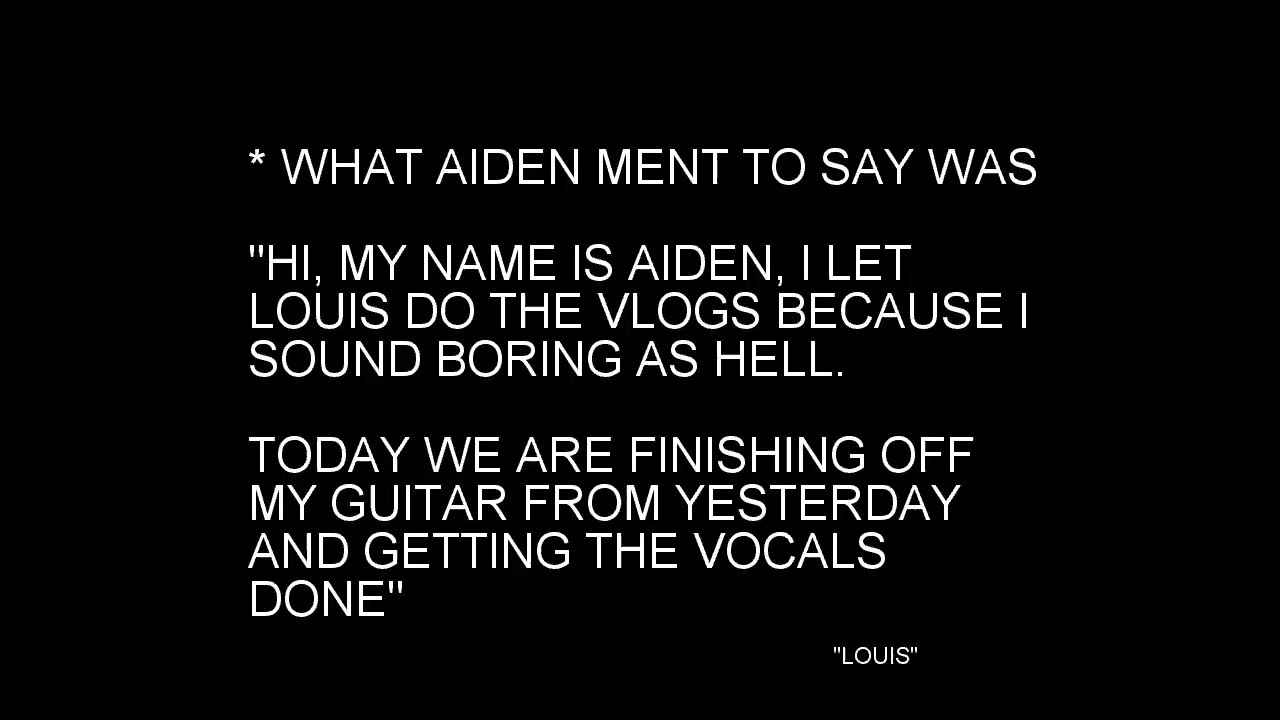 * WHAT AIDEN MENT TO SAY WAS
"HI, MY NAME IS AIDEN, I LET
LOUIS DO THE VLOGS BECAUSE I
SOUND BORING AS HELL.
TODAY WE ARE FINISHING OFF
MY GUITAR FROM YESTERDAY
AND GETTING THE VOCALS
DONE"
"LOUIS"